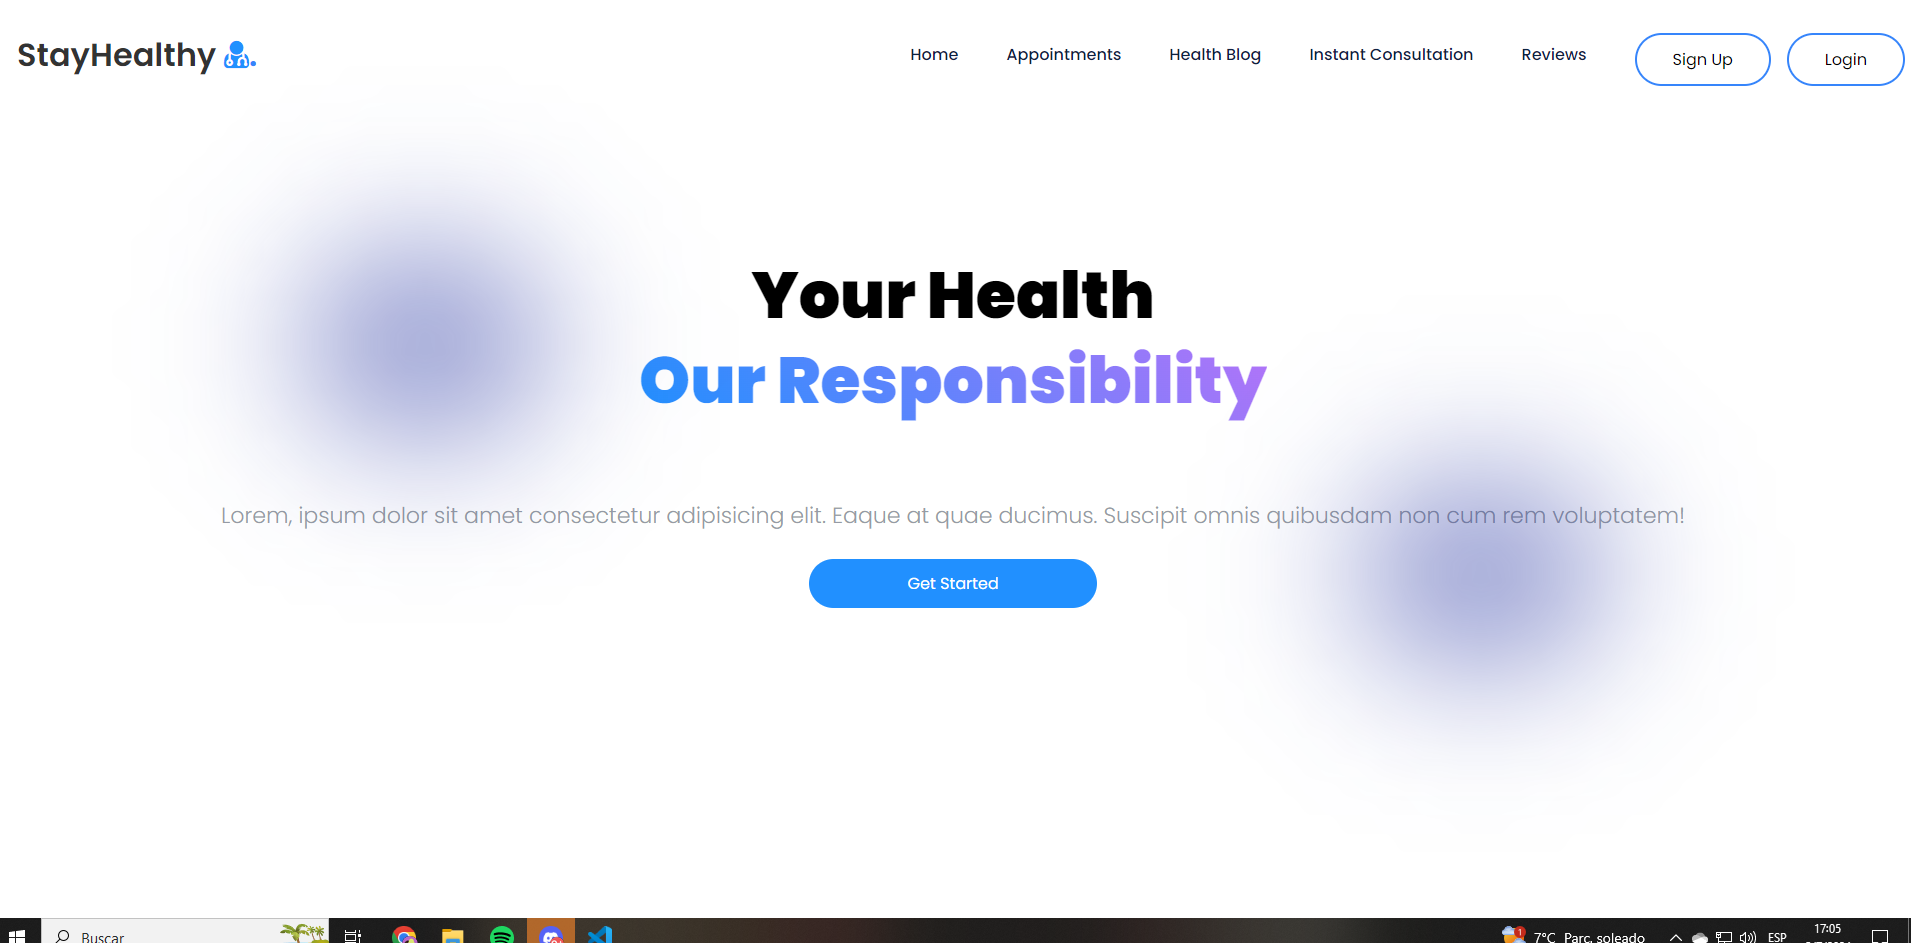 StayHealthy
Home Appointments Health Blog Instant Consultation Reviews Sign Up Login
Your Health
Our Responsibility
Lorem, ipsum dolor sit amet consectetur adipisicing elit. Eaque at quae ducimus. Suscipit omnis quibusdam non cum rem voluptatem!
Get Started
Buscar 1 7°C Parc. soleado ESP 17:05